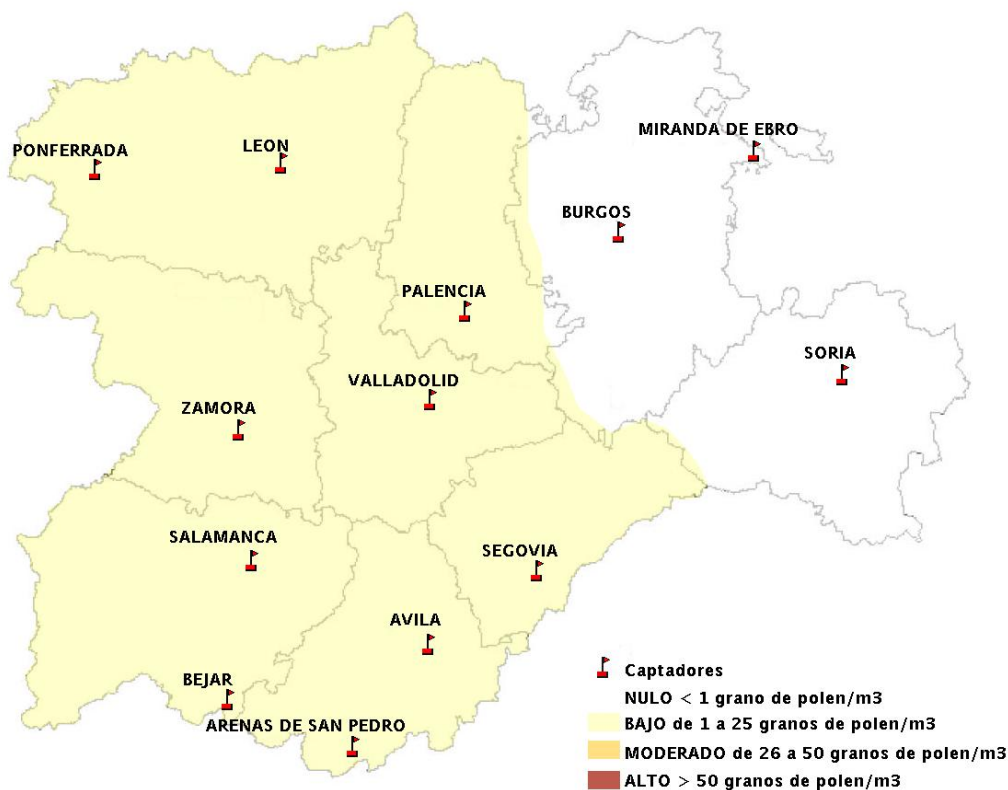 MIRANDA DE EBRO
PONFERRADA
LEON
BURGOS
PALENCIA
SORIA
VALLADOLID
ZAMORA
SALAMANCA
SEGOVIA
AVILA
BEJAR
ARENAS DE SAN PEDRO
Captadores
NULO < 1 grano de polen/m3
BAJO de 1 a 25 granos de polen/m3
MODERADO de 26 a 50 granos de polen/m3
ALTO > 50 granos de polen/m3